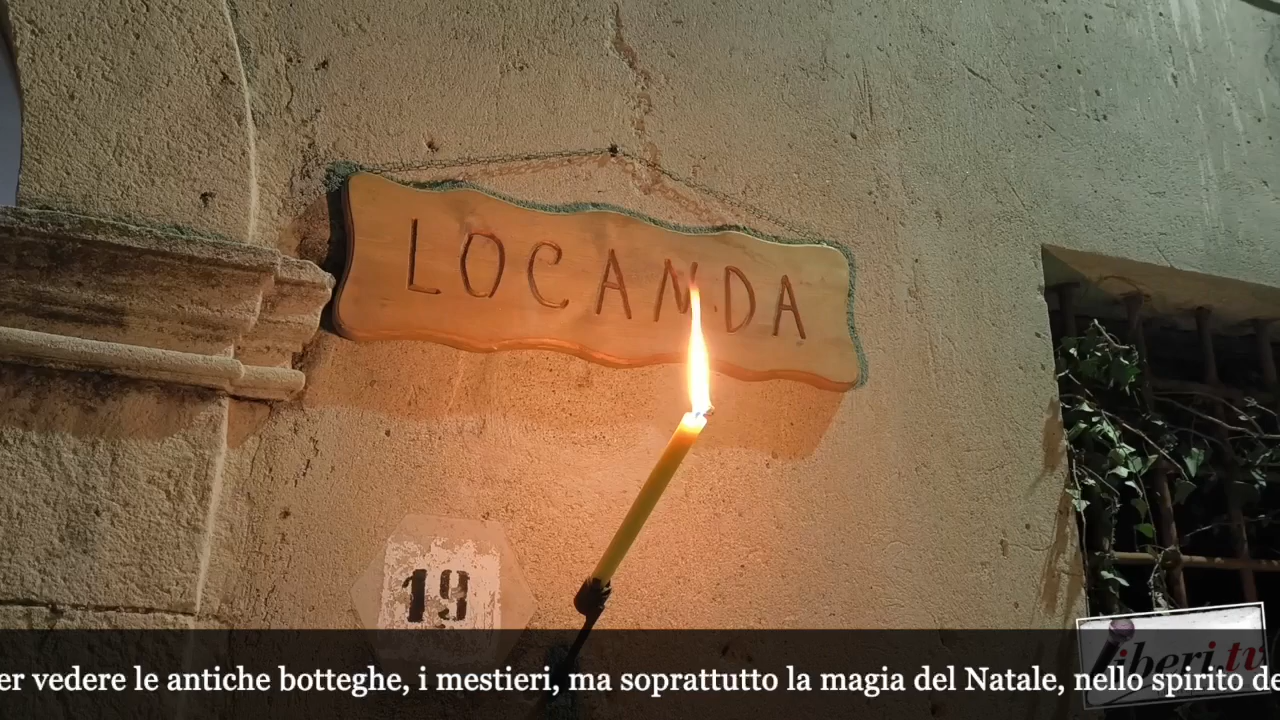 LOCANDA
19
er vedere le antiche botteghe, i mestieri, ma soprattutto la magia del Natale, nello spirito de
liberi.tv